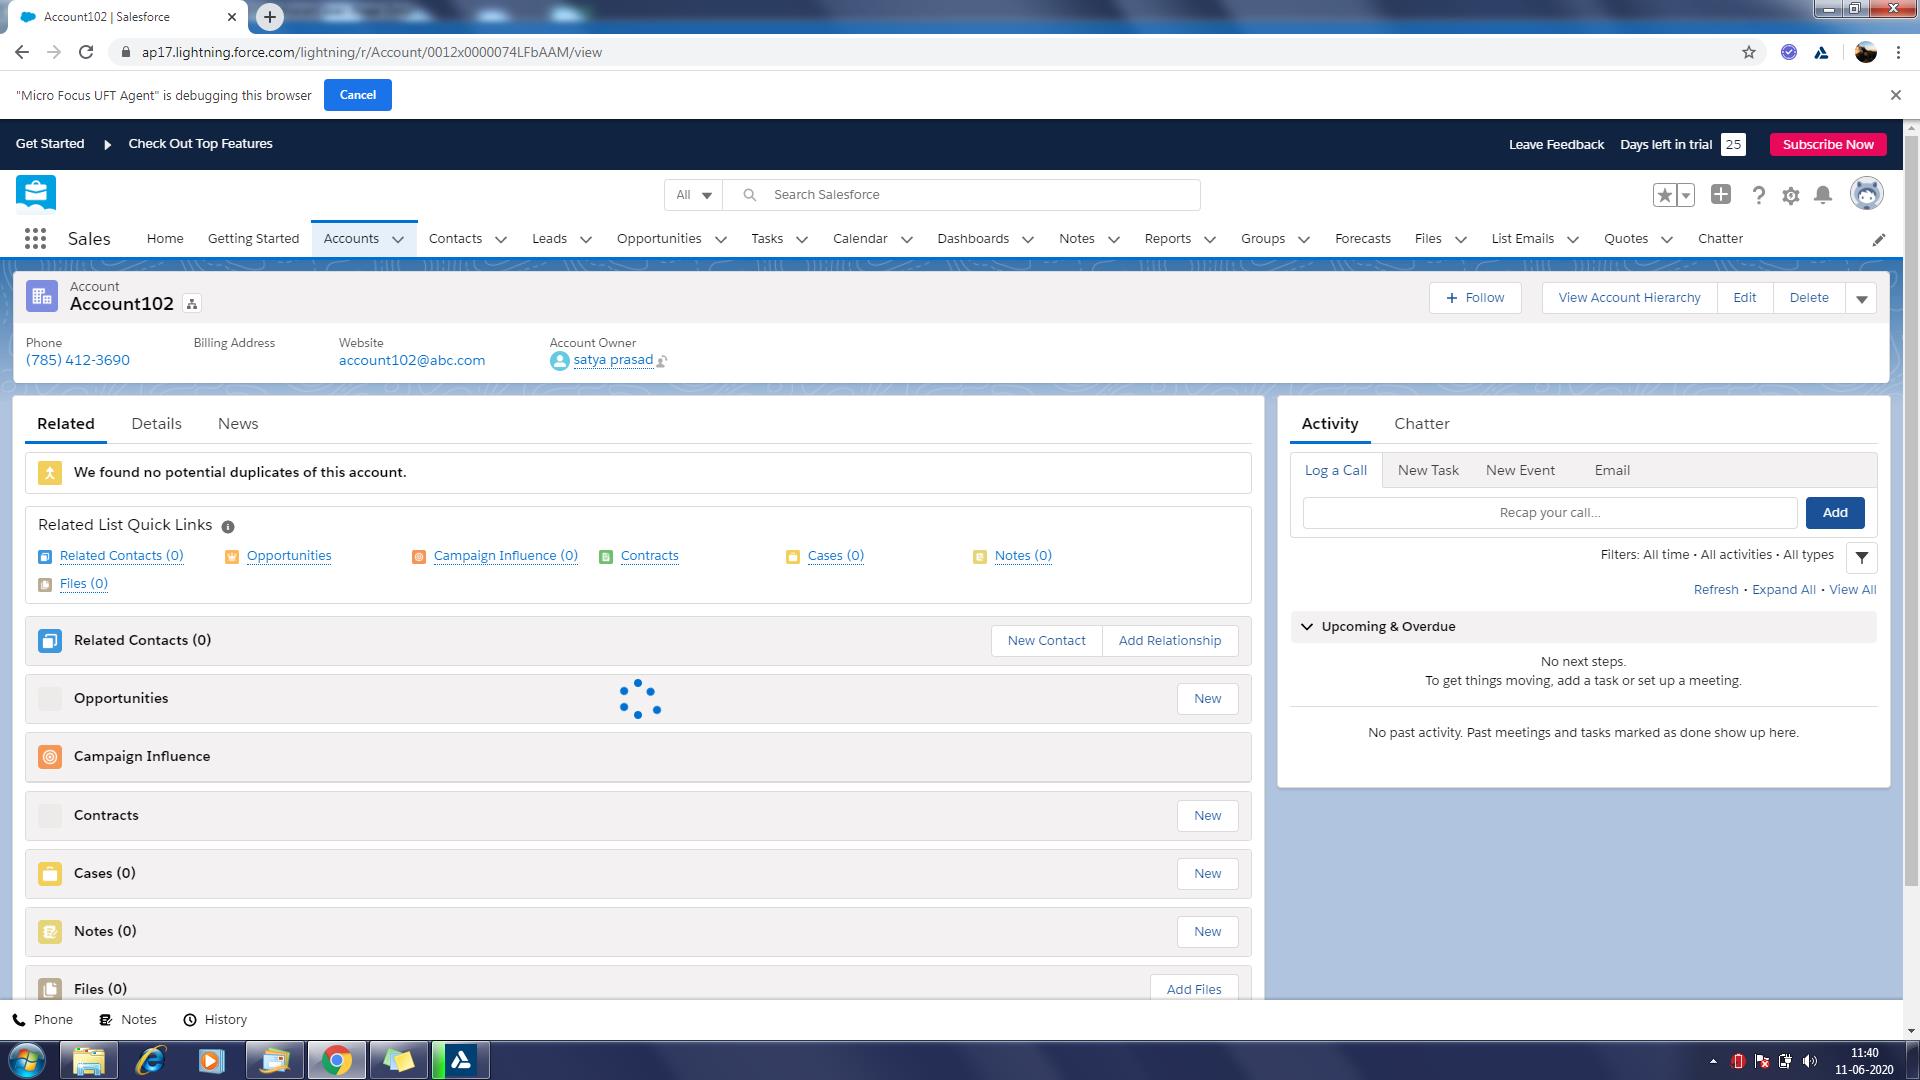 Account102 | Salesforce
ap17.lightning.force.com/lightning/r/Account/0012x0000074LFbAAM/view
"Micro Focus UFT Agent" is debugging this browser Cancel
Get Started Check Out Top Features Leave Feedback Days left in trial 25 Subscribe Now
All Search Salesforce
Sales Home Getting Started Accounts Contacts Leads Opportunities Tasks Calendar Dashboards Notes Reports Groups Forecasts Files List Emails Quotes Chatter
Account
Account102
+ Follow View Account Hierarchy Edit Delete
Phone Billing Address Website Account Owner
(785) 412-3690 account102@abc.com satya prasad
Related Details News
We found no potential duplicates of this account.
Related List Quick Links
Related Contacts (0) Opportunities Campaign Influence (0) Contracts Cases (0) Notes (0)
Files (0)
Related Contacts (0) New Contact Add Relationship
Opportunities New
Campaign Influence
Contracts New
Cases (0) New
Notes (0) New
Files (0) Add Files
Activity Chatter
Log a Call New Task New Event Email
Recap your call... Add
Filters: All time • All activities • All types
Refresh • Expand All • View All
Upcoming & Overdue
No next steps.
To get things moving, add a task or set up a meeting.
No past activity. Past meetings and tasks marked as done show up here.
Phone Notes History
11:40
11-06-2020